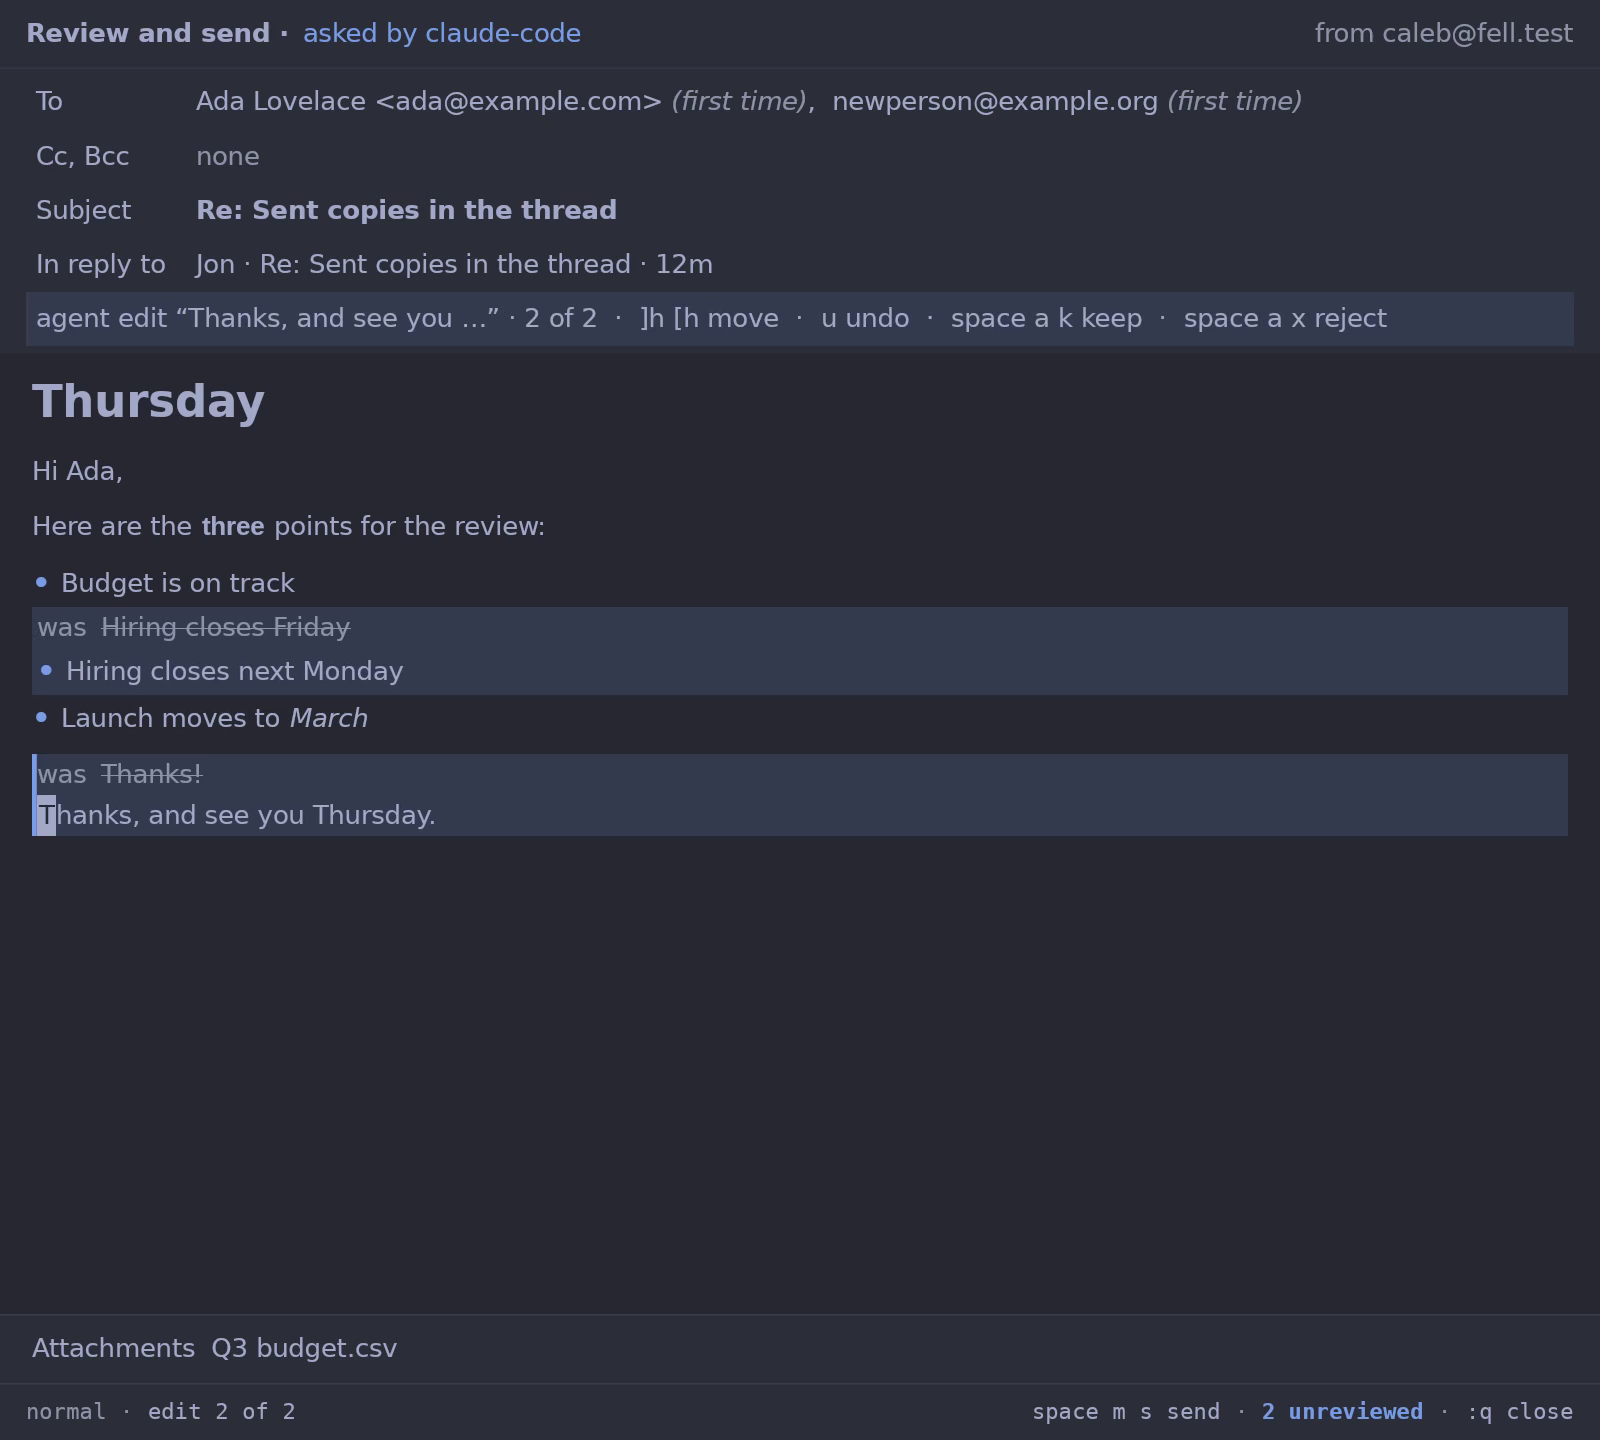 Review and send · asked by claude-code from caleb@fell.test
To Ada Lovelace <ada@example.com> (first time), newperson@example.org (first time)
Cc, Bcc none
Subject Re: Sent copies in the thread
In reply to Jon · Re: Sent copies in the thread · 12m
agent edit “Thanks, and see you …” · 2 of 2 · ]h [h move · u undo · space a k keep · space a x reject
Thursday
Hi Ada,
Here are the three points for the review:
• Budget is on track
was Hiring closes Friday
• Hiring closes next Monday
• Launch moves to March
was Thanks!
Thanks, and see you Thursday.
Attachments Q3 budget.csv
normal · edit 2 of 2 space m s send · 2 unreviewed · :q close